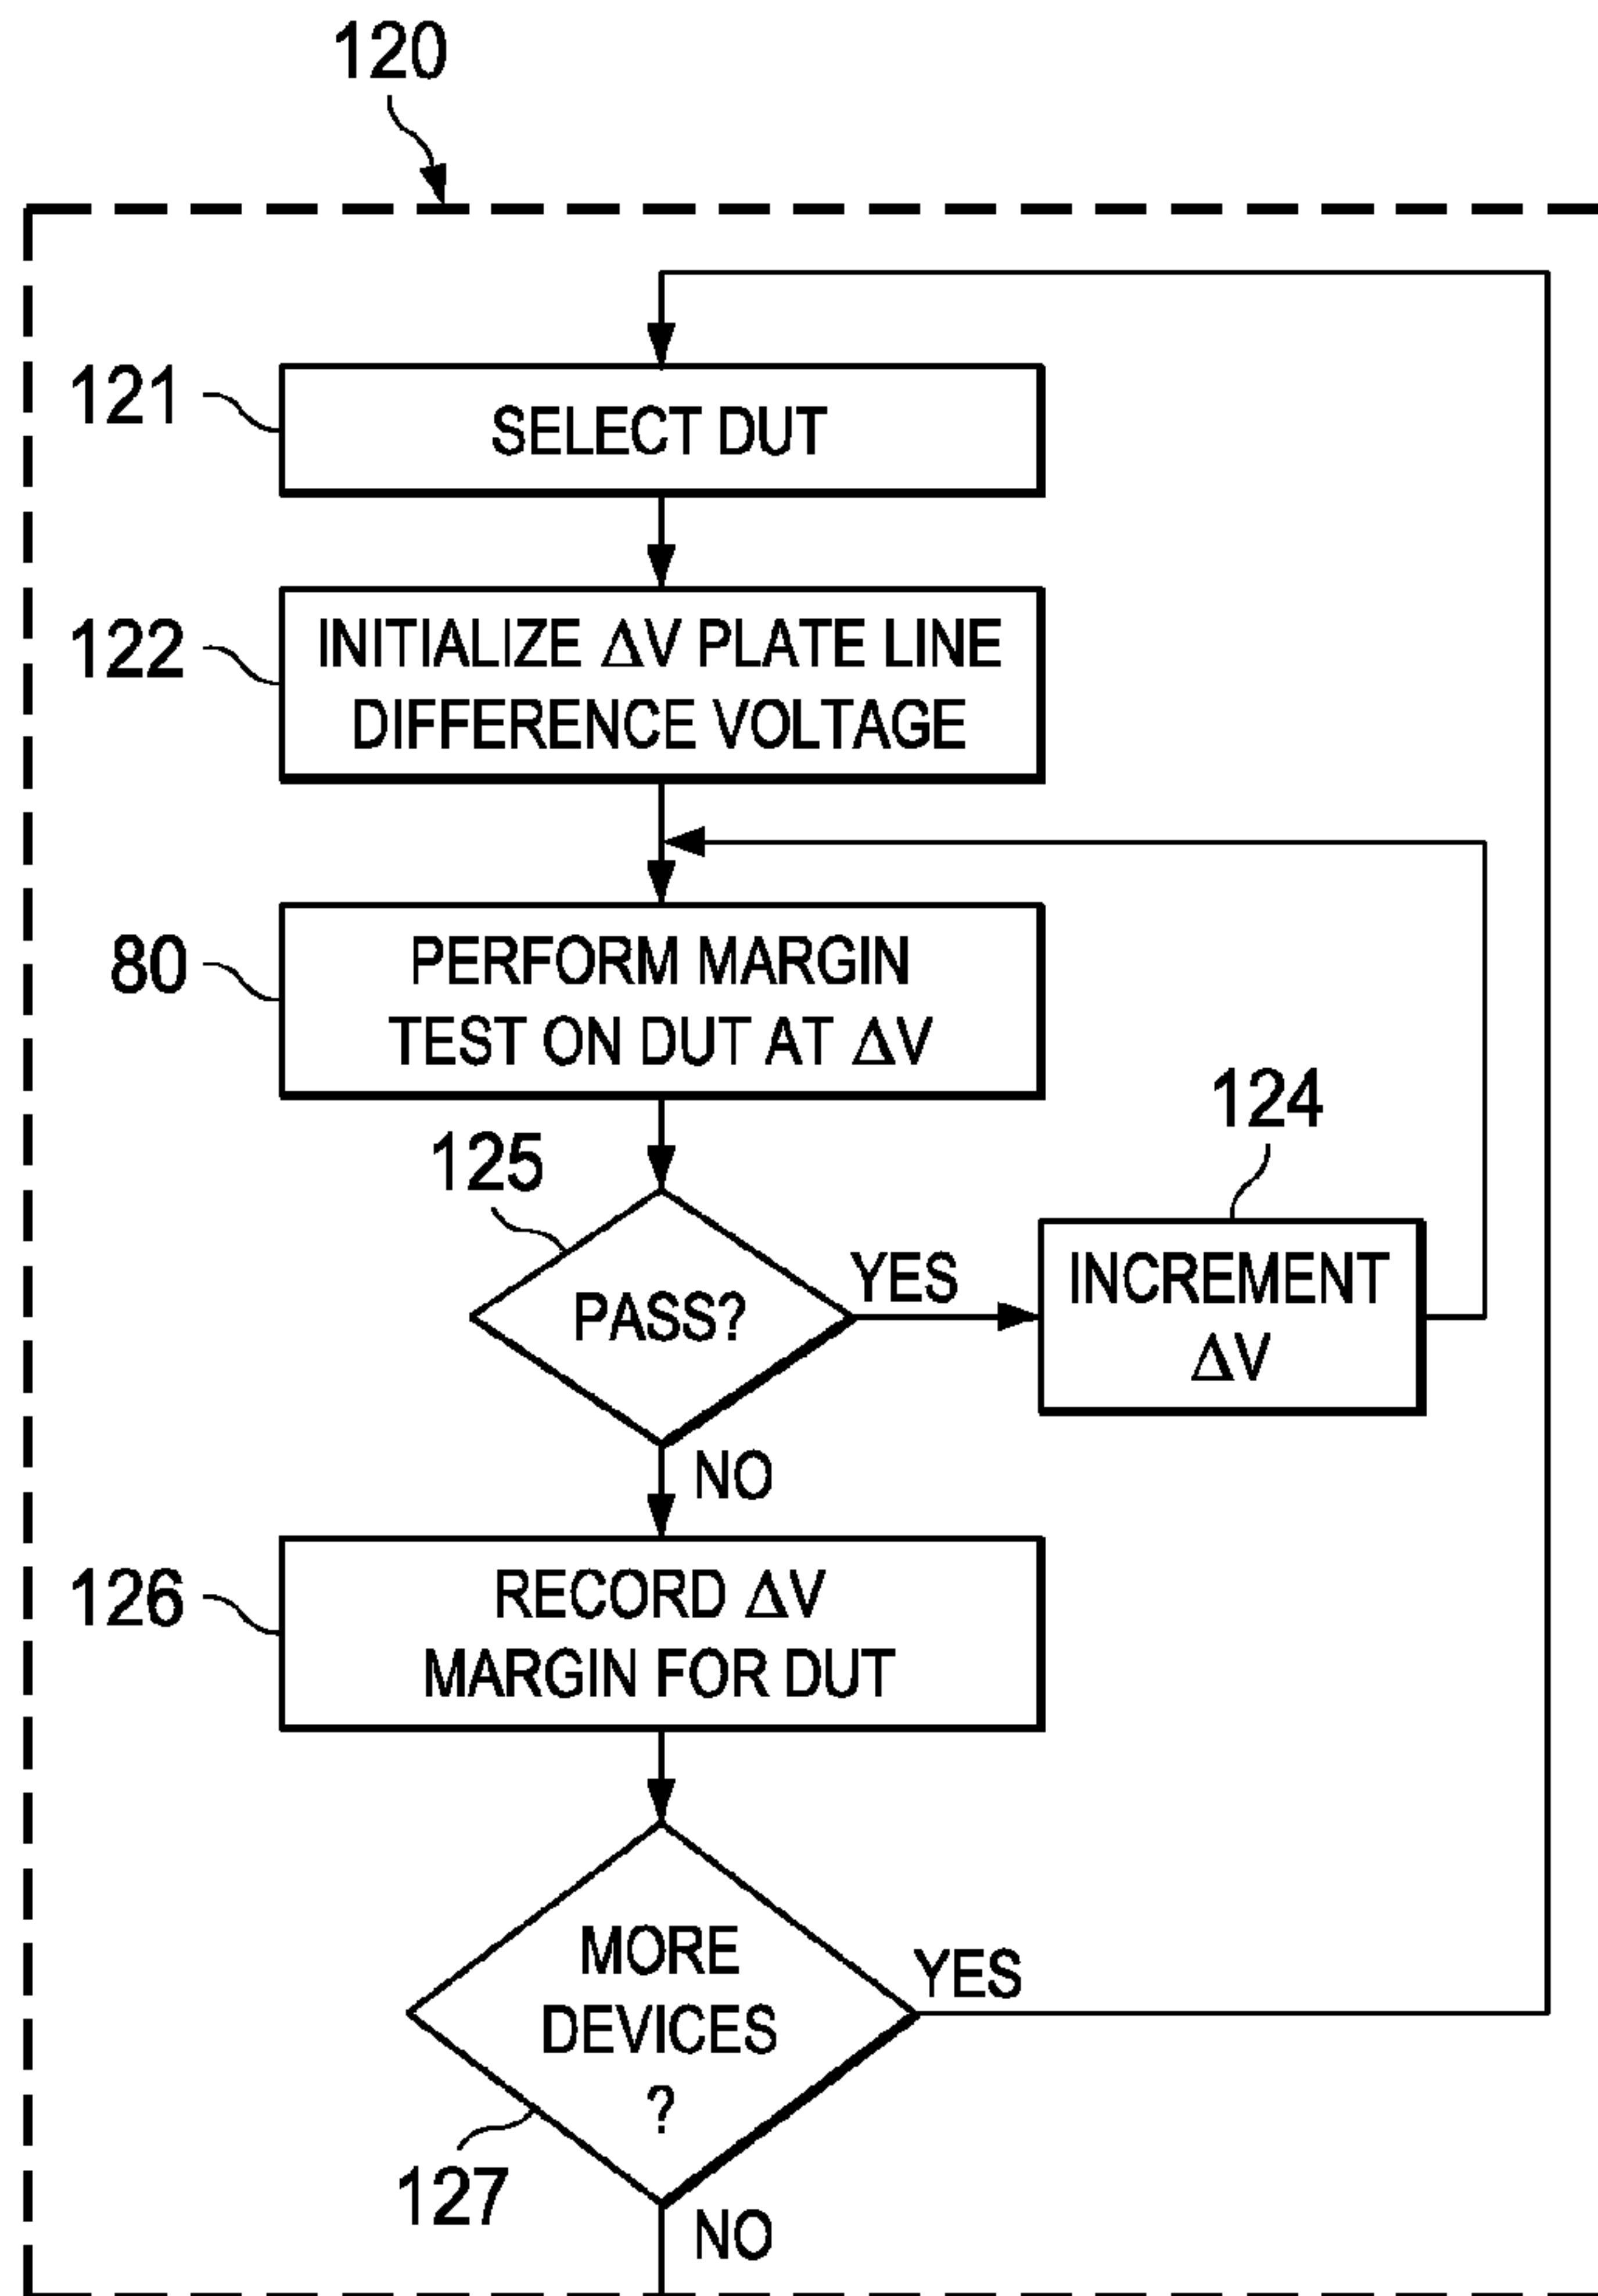 120
121
SELECT DUT
122
INITIALIZE ΔV PLATE LINE
DIFFERENCE VOLTAGE
80
PERFORM MARGIN
TEST ON DUT AT ΔV
125
PASS?
YES
124
INCREMENT
ΔV
NO
126
RECORD ΔV
MARGIN FOR DUT
MORE
DEVICES
?
YES
127
NO